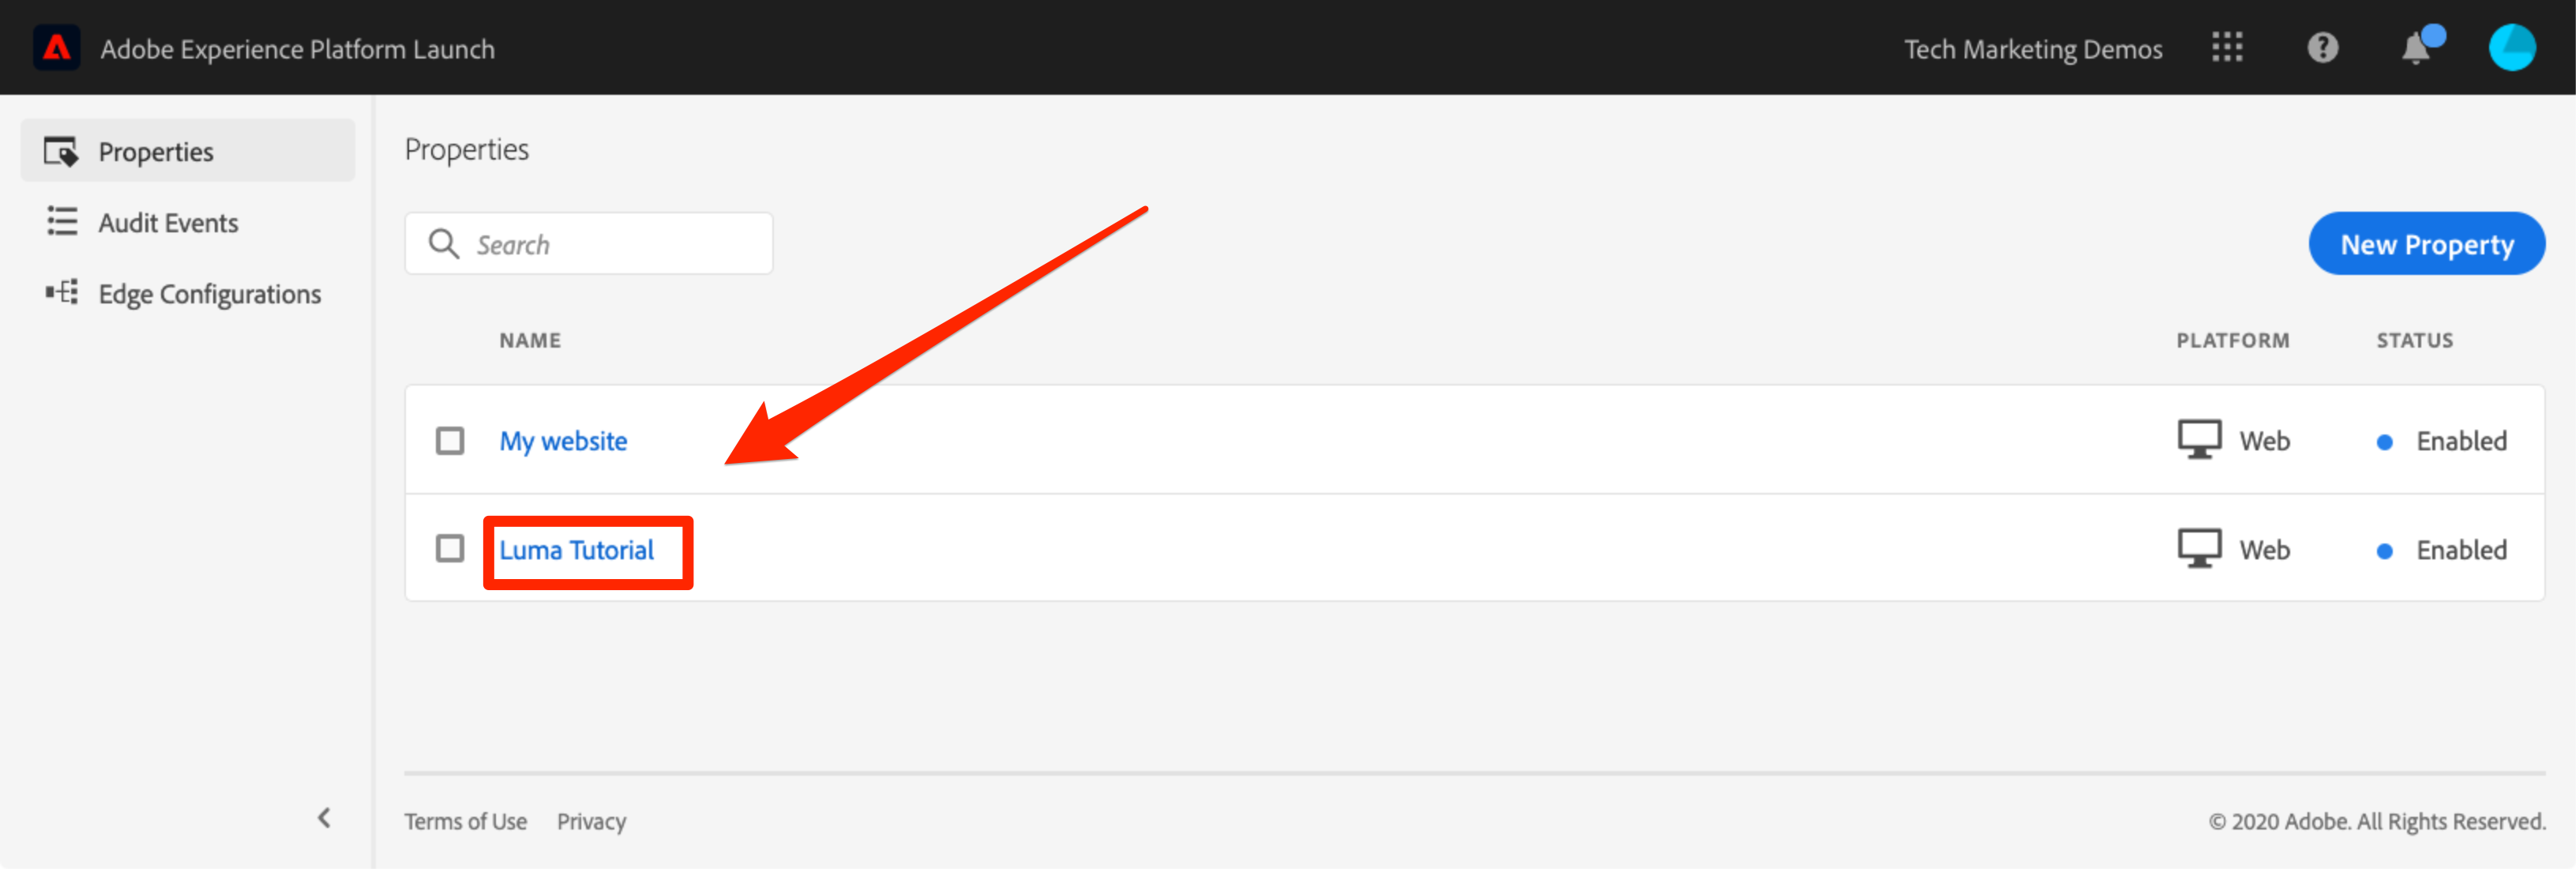 Adobe Experience Platform Launch
Tech Marketing Demos
Properties
Audit Events
Edge Configurations
Properties
Search
New Property
NAME
PLATFORM
STATUS
My website
Web
Enabled
Luma Tutorial
Web
Enabled
Terms of Use
Privacy
© 2020 Adobe. All Rights Reserved.